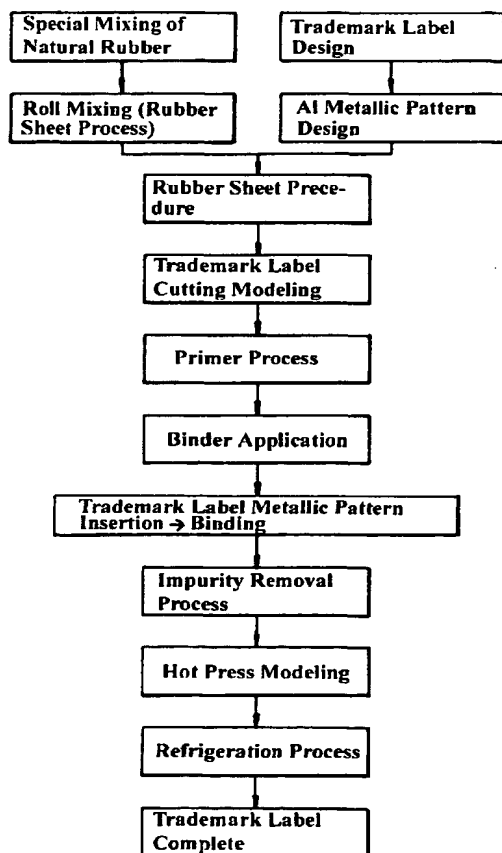 Special Mixing of
Natural Rubber
Trademark Label
Design
Roll Mixing (Rubber
Sheet Process)
Al Metallic Pattern
Design
Rubber Sheet Prece-
dure
Trademark Label
Cutting Modeling
Primer Process
Binder Application
Trademark Label Metallic Pattern
Insertion → Binding
Impurity Removal
Process
Hot Press Modeling
Refrigeration Process
Trademark Label
Complete